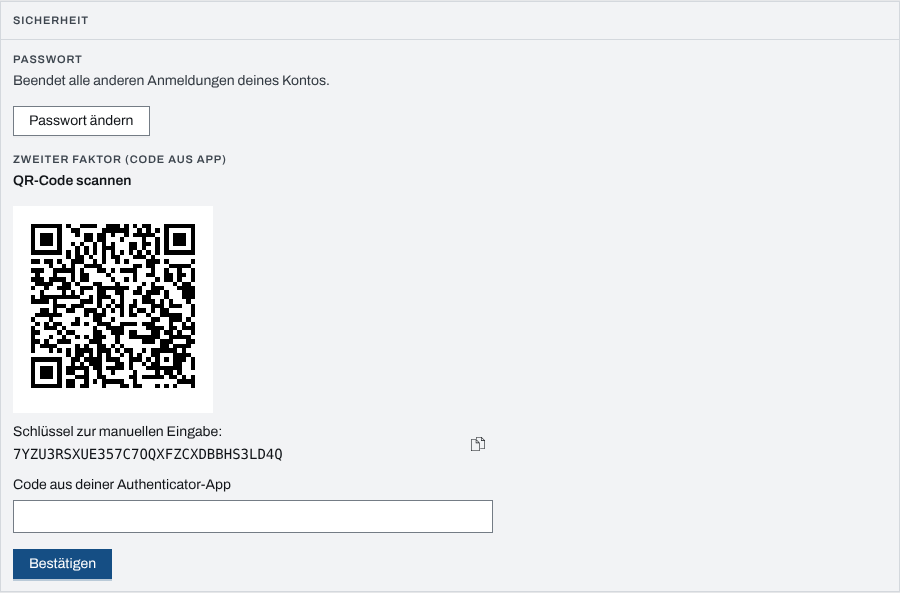 SICHERHEIT
PASSWORT
Beendet alle anderen Anmeldungen deines Kontos.
Passwort ändern
ZWEITER FAKTOR (CODE AUS APP)
QR-Code scannen
Schlüssel zur manuellen Eingabe:
7YZU3RSXUE357C7OQXFZCXDBBHS3LD4Q
Code aus deiner Authenticator-App
Bestätigen